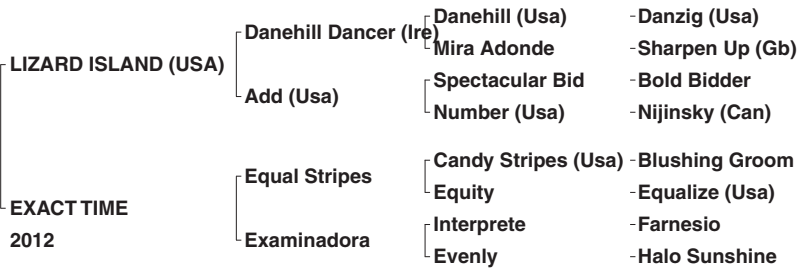 Danehill (Usa) - Danzig (Usa)
Danehill Dancer (Ire)
Mira Adonde - Sharpen Up (Gb)
LIZARD ISLAND (USA)
Spectacular Bid - Bold Bidder
Add (Usa)
Number (Usa) - Nijinsky (Can)
Candy Stripes (Usa) - Blushing Groom
Equal Stripes
Equity - Equalize (Usa)
EXACT TIME
Interprete - Farnesio
2012
Examinadora
Evenly - Halo Sunshine